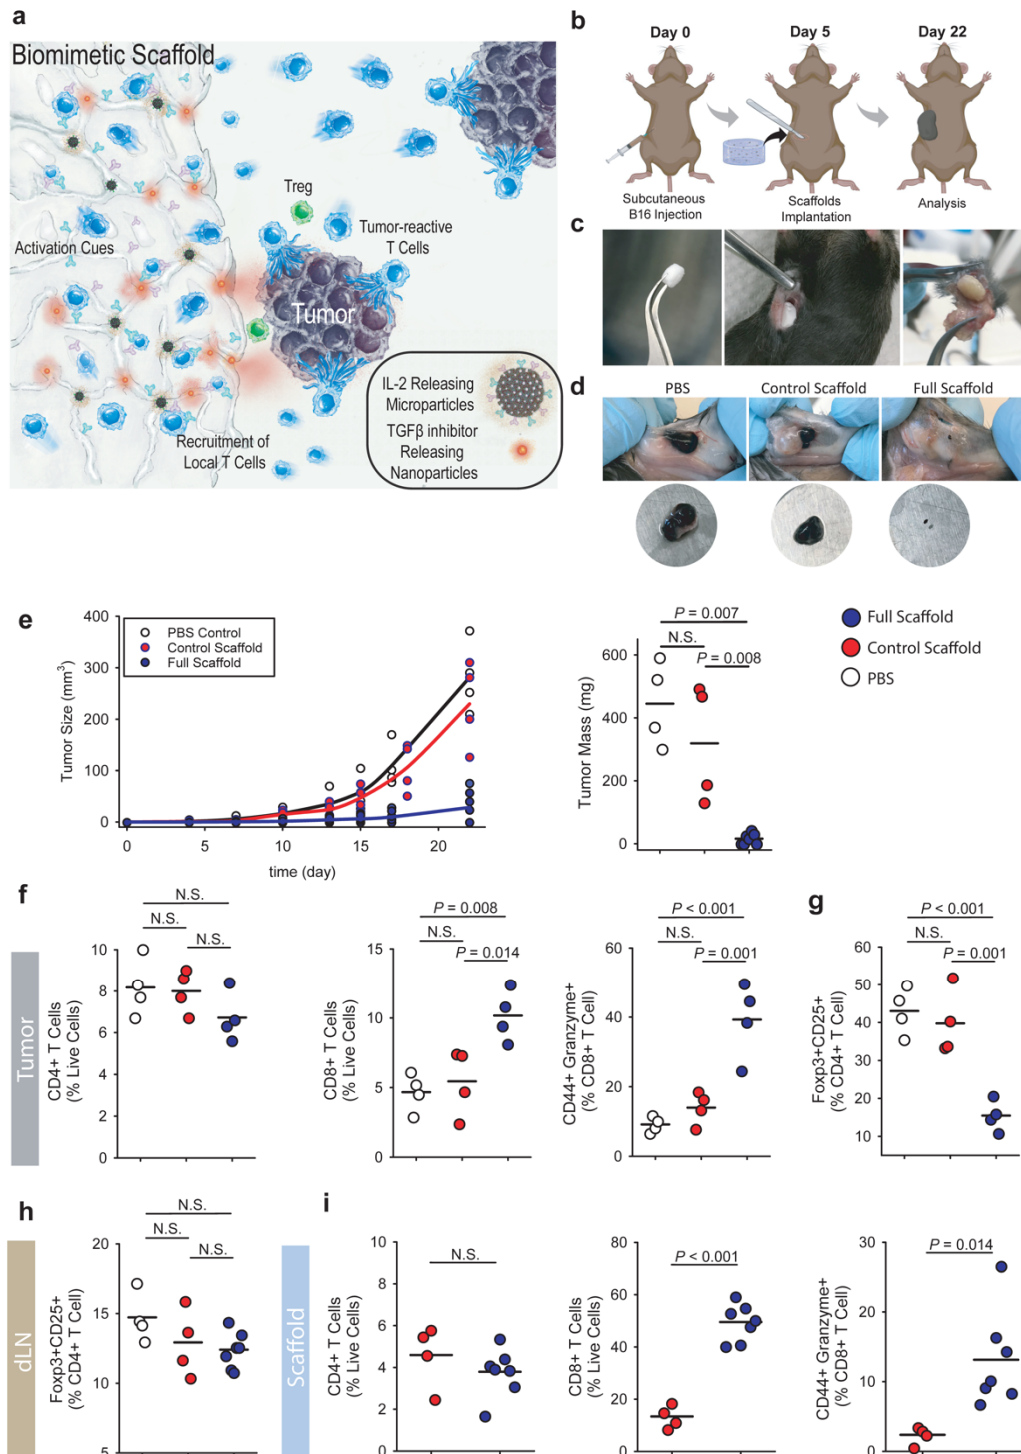 a
Biomimetic Scaffold
Treg
Tumor-reactive
T Cells
Activation Cues
Tumor
Recruitment of
Local T Cells
IL-2 Releasing
Microparticles
TGFβ inhibitor
Releasing
Nanoparticles
b
Day 0
Day 5
Day 22
Subcutaneous
B16 Injection
Scaffolds
Implantation
Analysis
c
d
PBS
Control Scaffold
Full Scaffold
e
400
300
200
100
0
Tumor Size (mm³)
PBS Control
Control Scaffold
Full Scaffold
0
5
10
15
20
time (day)
P = 0.007
N.S.
P = 0.008
600
400
200
0
Tumor Mass (mg)
Full Scaffold
Control Scaffold
PBS
f
Tumor
N.S.
N.S.
N.S.
10
8
6
4
2
0
CD4+ T Cells
(% Live Cells)
P = 0.008
N.S.
P = 0.014
15
10
5
0
CD8+ T Cells
(% Live Cells)
P < 0.001
N.S.
P = 0.001
60
40
20
0
CD44+ Granzyme+
(% CD8+ T Cell)
g
P < 0.001
N.S.
P = 0.001
60
50
40
30
20
10
Foxp3+CD25+
(% CD4+ T Cell)
h
dLN
N.S.
N.S.
N.S.
20
15
10
5
Foxp3+CD25+
(% CD4+ T Cell)
i
Scaffold
N.S.
10
8
6
4
2
0
CD4+ T Cells
(% Live Cells)
P < 0.001
80
60
40
20
0
CD8+ T Cells
(% Live Cells)
P = 0.014
30
20
10
0
CD44+ Granzyme+
(% CD8+ T Cell)